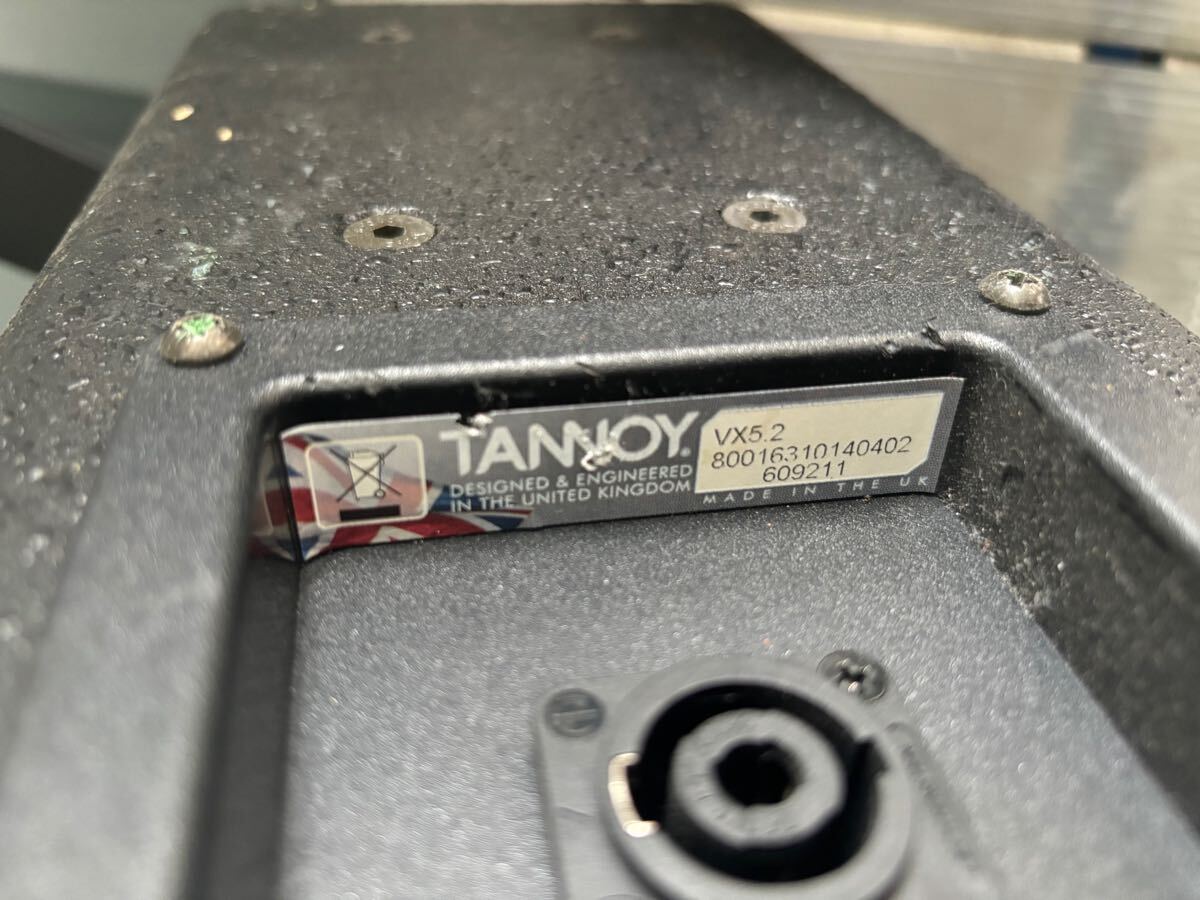 TANNOY®
DESIGNED & ENGINEERED
IN THE UNITED KINGDOM
VX5.2
80016310140402
609211
MADE IN THE UK